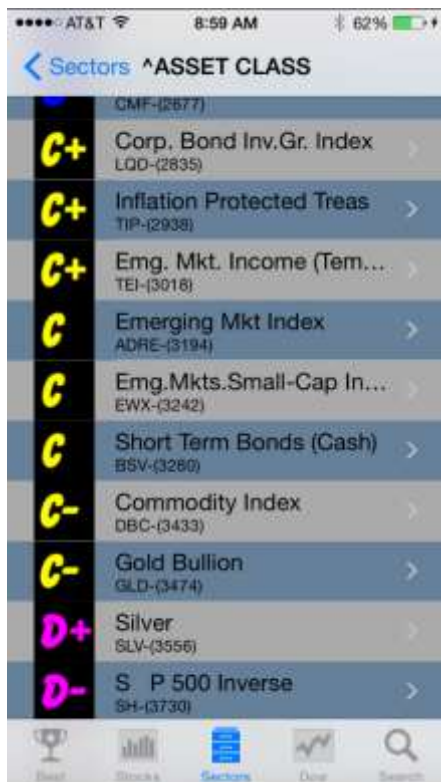 AT&T 8:59 AM 62%
Sectors ^ASSET CLASS
CMF-(2677)
C+ Corp. Bond Inv.Gr. Index
LQD-(2835)
C+ Inflation Protected Treas
TIP-(2938)
C+ Emg. Mkt. Income (Tem...
TEI-(3018)
C Emerging Mkt Index
ADRE-(3194)
C Emg.Mkts.Small-Cap In...
EWX-(3242)
C Short Term Bonds (Cash)
BSV-(3280)
C- Commodity Index
DBC-(3433)
C- Gold Bullion
GLD-(3474)
D+ Silver
SLV-(3556)
D- S P 500 Inverse
SH-(3730)
Best Stocks Sectors Search